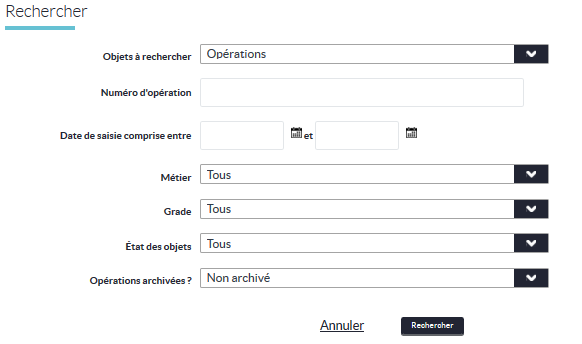 Rechercher
Objets à rechercher Opérations
Numéro d'opération
Date de saisie comprise entre et
Métier Tous
Grade Tous
État des objets Tous
Opérations archivées ? Non archivé
Annuler Rechercher